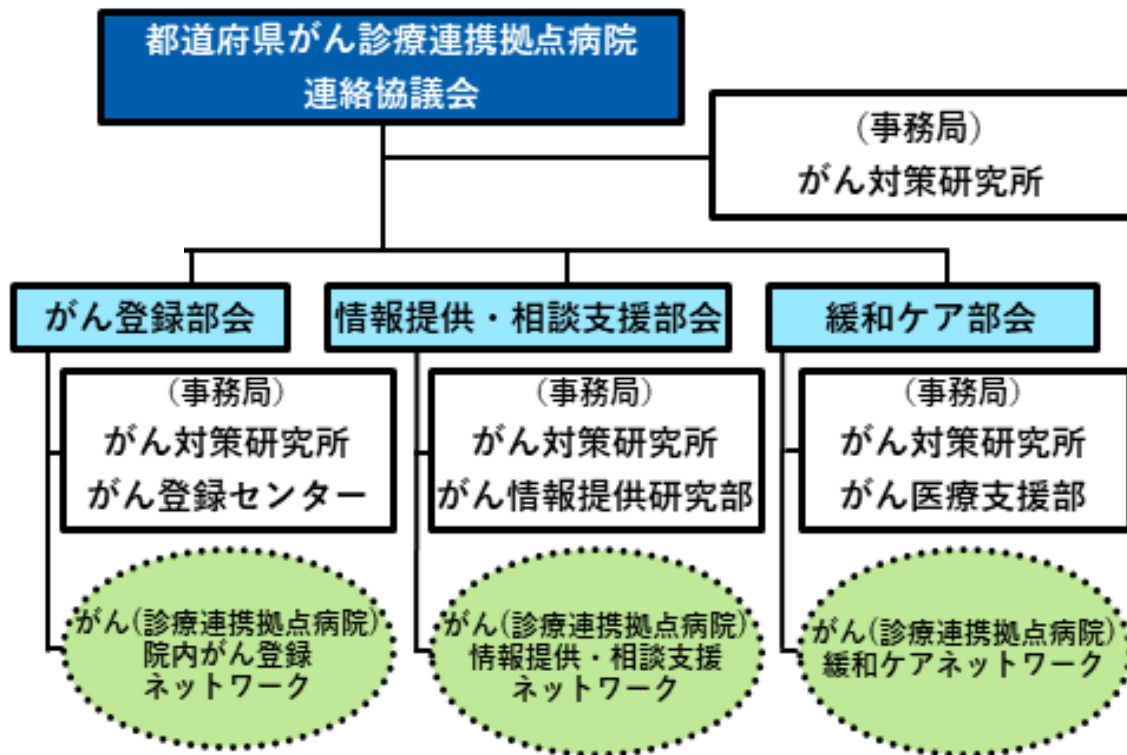 都道府県がん診療連携拠点病院
連絡協議会
(事務局)
がん対策研究所
がん登録部会
情報提供・相談支援部会
緩和ケア部会
(事務局)
がん対策研究所
がん登録センター
(事務局)
がん対策研究所
がん情報提供研究部
(事務局)
がん対策研究所
がん医療支援部
がん(診療連携拠点病院)
院内がん登録
ネットワーク
がん(診療連携拠点病院)
情報提供・相談支援
ネットワーク
がん(診療連携拠点病院)
緩和ケアネットワーク